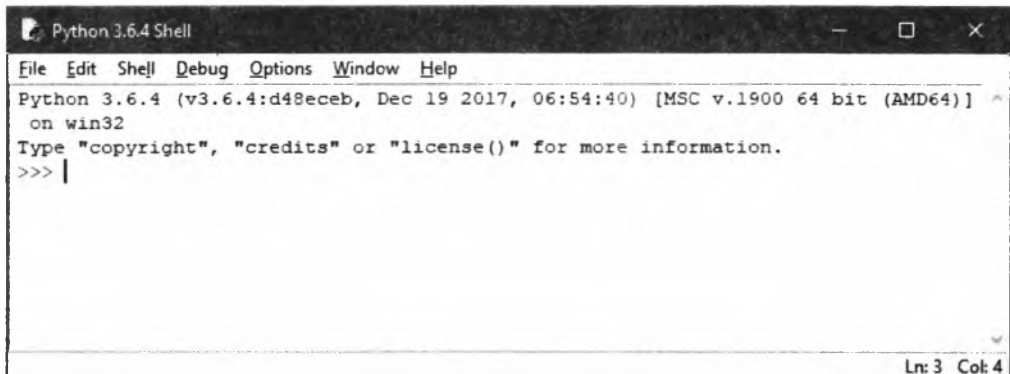 Python 3.6.4 Shell
File Edit Shell Debug Options Window Help
Python 3.6.4 (v3.6.4:d48eceb, Dec 19 2017, 06:54:40) [MSC v.1900 64 bit (AMD64)]
on win32
Type "copyright", "credits" or "license()" for more information.
>>>
Ln: 3 Col: 4